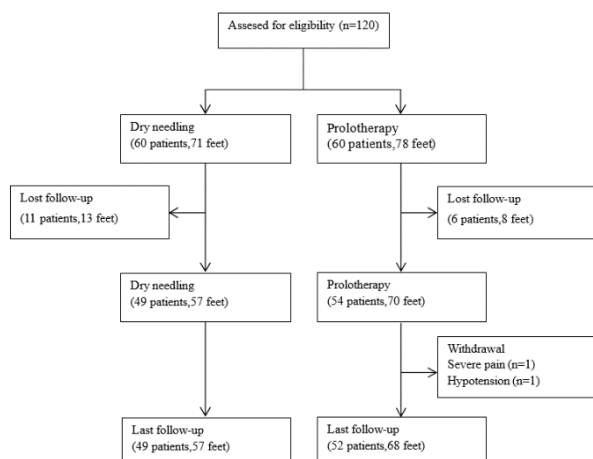 Assesed for eligibility (n=120)
Dry needling
(60 patients,71 feet)
Prolotherapy
(60 patients,78 feet)
Lost follow-up
(11 patients,13 feet)
Lost follow-up
(6 patients,8 feet)
Dry needling
(49 patients,57 feet)
Prolotherapy
(54 patients,70 feet)
Withdrawal
Severe pain (n=1)
Hypotension (n=1)
Last follow-up
(49 patients,57 feet)
Last follow-up
(52 patients,68 feet)